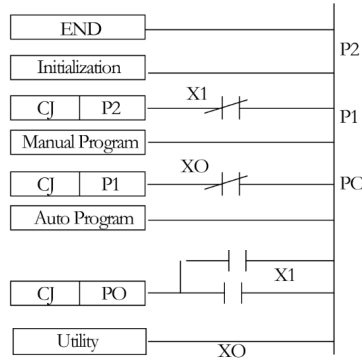 END
P2
Initialization
X1
CJ P2
P1
Manual Program
XO
CJ P1
PO
Auto Program
X1
CJ PO
Utility
XO